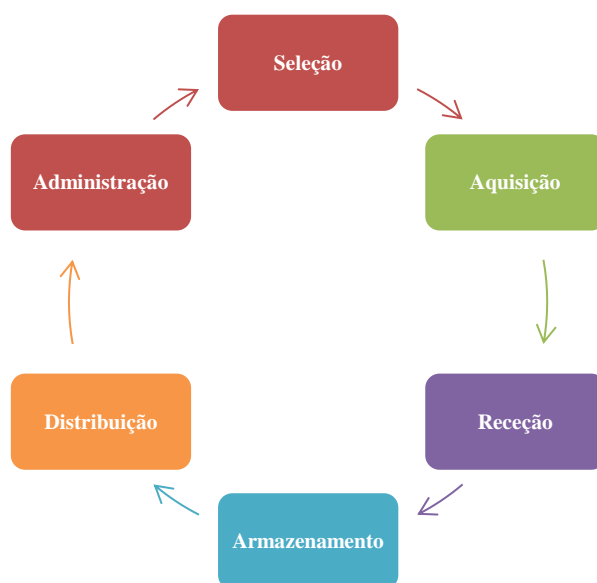 Seleção
Aquisição
Receção
Armazenamento
Distribuição
Administração